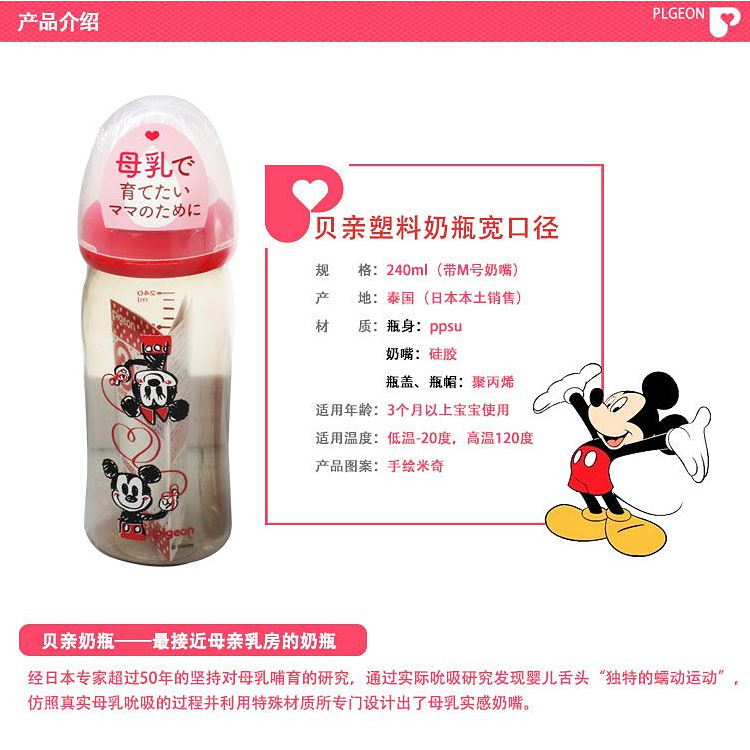 产品介绍
PLGEON
母乳で
育てたい
ママのために
240
ml
Pigeon
Pigeon
© Disney
贝亲塑料奶瓶宽口径
规 格：240ml（带M号奶嘴）
产 地：泰国（日本本土销售）
材 质：瓶身：ppsu
奶嘴：硅胶
瓶盖、瓶帽：聚丙烯
适用年龄：3个月以上宝宝使用
适用温度：低温-20度，高温120度
产品图案：手绘米奇
贝亲奶瓶——最接近母亲乳房的奶瓶
经日本专家超过50年的坚持对母乳哺育的研究，通过实际吮吸研究发现婴儿舌头“独特的蠕动运动”，
仿照真实母乳吮吸的过程并利用特殊材质所专门设计出了母乳实感奶嘴。